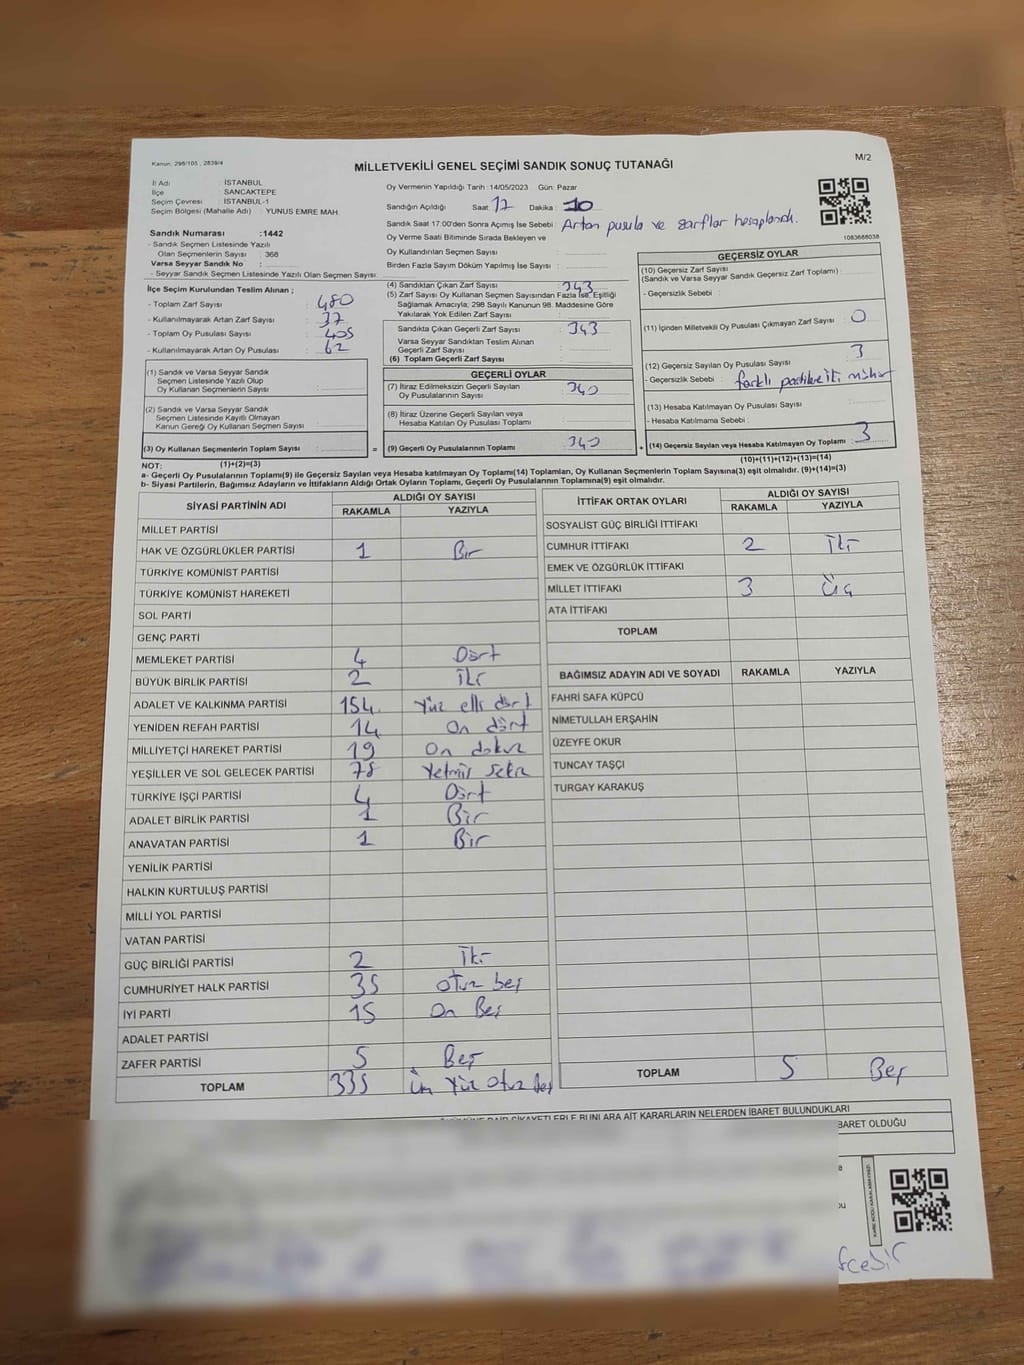 Kanun: 298/105 , 2839/4
MİLLETVEKİLİ GENEL SEÇİMİ SANDIK SONUÇ TUTANAĞI
M/2
İl Adı : İSTANBUL
İlçe : SANCAKTEPE
Seçim Çevresi : İSTANBUL-1
Seçim Bölgesi (Mahalle Adı) : YUNUS EMRE MAH.
Sandık Numarası :1442
- Sandık Seçmen Listesinde Yazılı
Olan Seçmenlerin Sayısı : 366
Varsa Seyyar Sandık No :
- Seyyar Sandık Seçmen Listesinde Yazılı Olan Seçmen Sayısı:
İlçe Seçim Kurulundan Teslim Alınan ;
- Toplam Zarf Sayısı : 480
- Kullanılmayarak Artan Zarf Sayısı : 37
- Toplam Oy Pusulası Sayısı : 405
- Kullanılmayarak Artan Oy Pusulası : 62
Oy Vermenin Yapıldığı Tarih :14/05/2023 Gün: Pazar
Sandığın Açıldığı Saat: 17 Dakika : 10
Sandık Saat 17.00'den Sonra Açımış İse Sebebi : Artan pusula ve zarflar hesaplandı.
Oy Verme Saati Bitiminde Sırada Bekleyen ve
Oy Kullandırılan Seçmen Sayısı :
Birden Fazla Sayım Döküm Yapılmış İse Sayısı :
(4) Sandıktan Çıkan Zarf Sayısı : 343
(5) Zarf Sayısı Oy Kullanan Seçmen Sayısından Fazla İse, Eşitliği
Sağlamak Amacıyla, 298 Sayılı Kanunun 98. Maddesine Göre
Yakılarak Yok Edilen Zarf Sayısı :
Sandıkta Çıkan Geçerli Zarf Sayısı : 343
Varsa Seyyar Sandıktan Teslim Alınan
Geçerli Zarf Sayısı :
(6) Toplam Geçerli Zarf Sayısı :
1083688038
GEÇERSİZ OYLAR
(10) Geçersiz Zarf Sayısı
(Sandık ve Varsa Seyyar Sandık Geçersiz Zarf Toplamı) :
- Geçersizlik Sebebi :
(11) İçinden Milletvekili Oy Pusulası Çıkmayan Zarf Sayısı : 0
(12) Geçersiz Sayılan Oy Pusulası Sayısı : 3
- Geçersizlik Sebebi : farklı partilere iki mühür
(13) Hesaba Katılmayan Oy Pusulası Sayısı :
- Hesaba Katılmama Sebebi :
(14) Geçersiz Sayılan veya Hesaba Katılmayan Oy Toplamı : 3
(10)+(11)+(12)+(13)=(14)
(1) Sandık ve Varsa Seyyar Sandık
Seçmen Listesinde Yazılı Olup
Oy Kullanan Seçmenlerin Sayısı :
(2) Sandık ve Varsa Seyyar Sandık
Seçmen Listesinde Kayıtlı Olmayan
Kanun Gereği Oy Kullanan Seçmen Sayısı :
(3) Oy Kullanan Seçmenlerin Toplam Sayısı : =
(1)+(2)=(3)
GEÇERLİ OYLAR
(7) İtiraz Edilmeksizin Geçerli Sayılan
Oy Pusulalarının Sayısı : 340
(8) İtiraz Üzerine Geçerli Sayılan veya
Hesaba Katılan Oy Pusulası Toplamı :
(9) Geçerli Oy Pusulalarının Toplamı : 340 +
NOT:
a- Geçerli Oy Pusulalarının Toplamı(9) ile Geçersiz Sayılan veya Hesaba katılmayan Oy Toplamı(14) Toplamları, Oy Kullanan Seçmenlerin Toplam Sayısına(3) eşit olmalıdır. (9)+(14)=(3)
b- Siyasi Partilerin, Bağımsız Adayların ve İttifakların Aldığı Ortak Oyların Toplamı, Geçerli Oy Pusulalarının Toplamına(9) eşit olmalıdır.
SİYASİ PARTİNİN ADI ALDIĞI OY SAYISI
RAKAMLA YAZIYLA
MİLLET PARTİSİ
HAK VE ÖZGÜRLÜKLER PARTİSİ 1 Bir
TÜRKİYE KOMÜNİST PARTİSİ
TÜRKİYE KOMÜNİST HAREKETİ
SOL PARTİ
GENÇ PARTİ
MEMLEKET PARTİSİ 4 Dört
BÜYÜK BİRLİK PARTİSİ 2 İki
ADALET VE KALKINMA PARTİSİ 154 Yüz elli dört
YENİDEN REFAH PARTİSİ 14 On dört
MİLLİYETÇİ HAREKET PARTİSİ 19 On dokuz
YEŞİLLER VE SOL GELECEK PARTİSİ 78 Yetmiş sekiz
TÜRKİYE İŞÇİ PARTİSİ 4 Dört
ADALET BİRLİK PARTİSİ 1 Bir
ANAVATAN PARTİSİ 1 Bir
YENİLİK PARTİSİ
HALKIN KURTULUŞ PARTİSİ
MİLLİ YOL PARTİSİ
VATAN PARTİSİ
GÜÇ BİRLİĞİ PARTİSİ 2 İki
CUMHURİYET HALK PARTİSİ 35 otuz beş
İYİ PARTİ 15 On Beş
ADALET PARTİSİ
ZAFER PARTİSİ 5 Beş
TOPLAM 335 Üç Yüz Otuz Beş
İTTİFAK ORTAK OYLARI ALDIĞI OY SAYISI
RAKAMLA YAZIYLA
SOSYALİST GÜÇ BİRLİĞİ İTTİFAKI
CUMHUR İTTİFAKI 2 İki
EMEK VE ÖZGÜRLÜK İTTİFAKI
MİLLET İTTİFAKI 3 Üç
ATA İTTİFAKI
TOPLAM
BAĞIMSIZ ADAYIN ADI VE SOYADI RAKAMLA YAZIYLA
FAHRİ SAFA KÜPCÜ
NİMETULLAH ERŞAHİN
ÜZEYFE OKUR
TUNCAY TAŞÇI
TURGAY KARAKUŞ
TOPLAM 5 Beş
ARA AİT KARARLARIN NELERDEN İBARET BULUNDUKLARI
BARET OLDUĞU